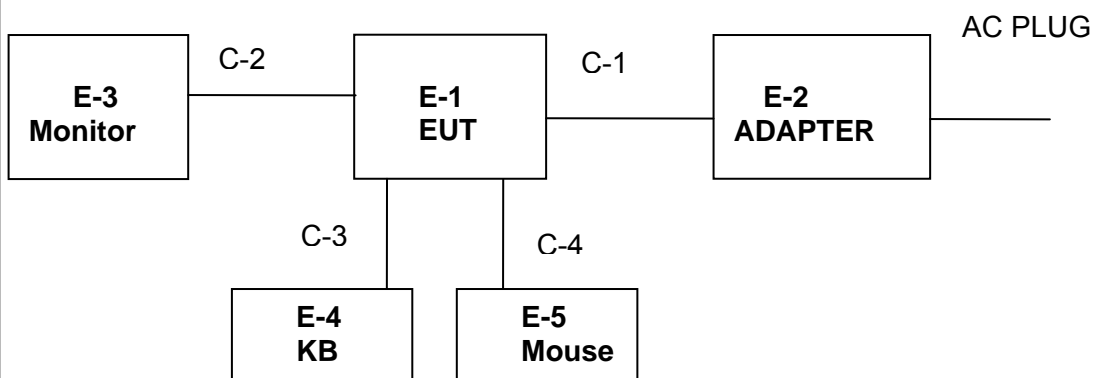 AC PLUG
C-2
C-1
E-3
Monitor
E-1
EUT
E-2
ADAPTER
C-3
C-4
E-4
KB
E-5
Mouse